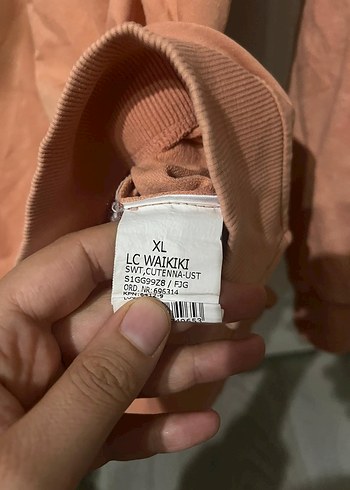 XL
LC WAIKIKI
SWT,CUTENNA-UST
S1GG99Z8 / FJG
ORD. NR: 696314